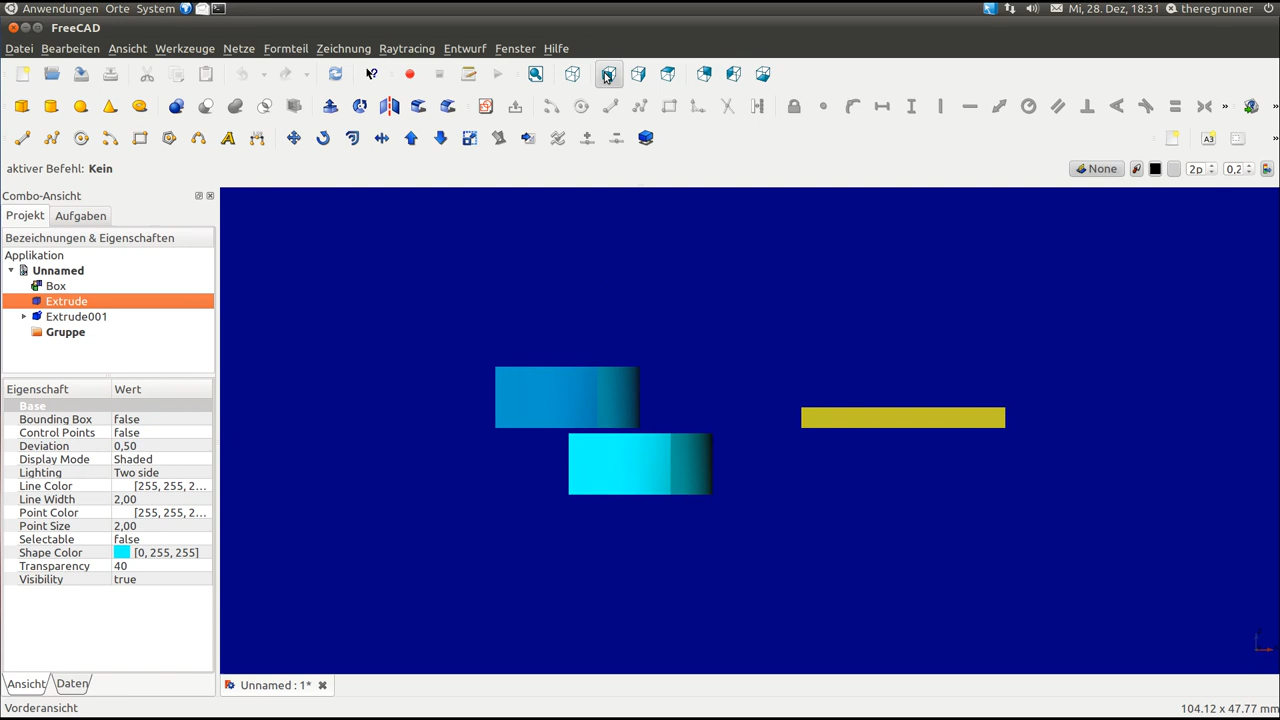 Anwendungen Orte System
Mi, 28. Dez, 18:31 theregrunner
FreeCAD
Datei Bearbeiten Ansicht Werkzeuge Netze Formteil Zeichnung Raytracing Entwurf Fenster Hilfe
A3
aktiver Befehl: Kein
None 2p 0,2
Combo-Ansicht
Projekt Aufgaben
Bezeichnungen & Eigenschaften
Applikation
Unnamed
Box
Extrude
Extrude001
Gruppe
Eigenschaft Wert
Base
Bounding Box false
Control Points false
Deviation 0,50
Display Mode Shaded
Lighting Two side
Line Color [255, 255, 2...
Line Width 2,00
Point Color [255, 255, 2...
Point Size 2,00
Selectable false
Shape Color [0, 255, 255]
Transparency 40
Visibility true
Ansicht Daten
Unnamed : 1*
Vorderansicht
104.12 x 47.77 mm